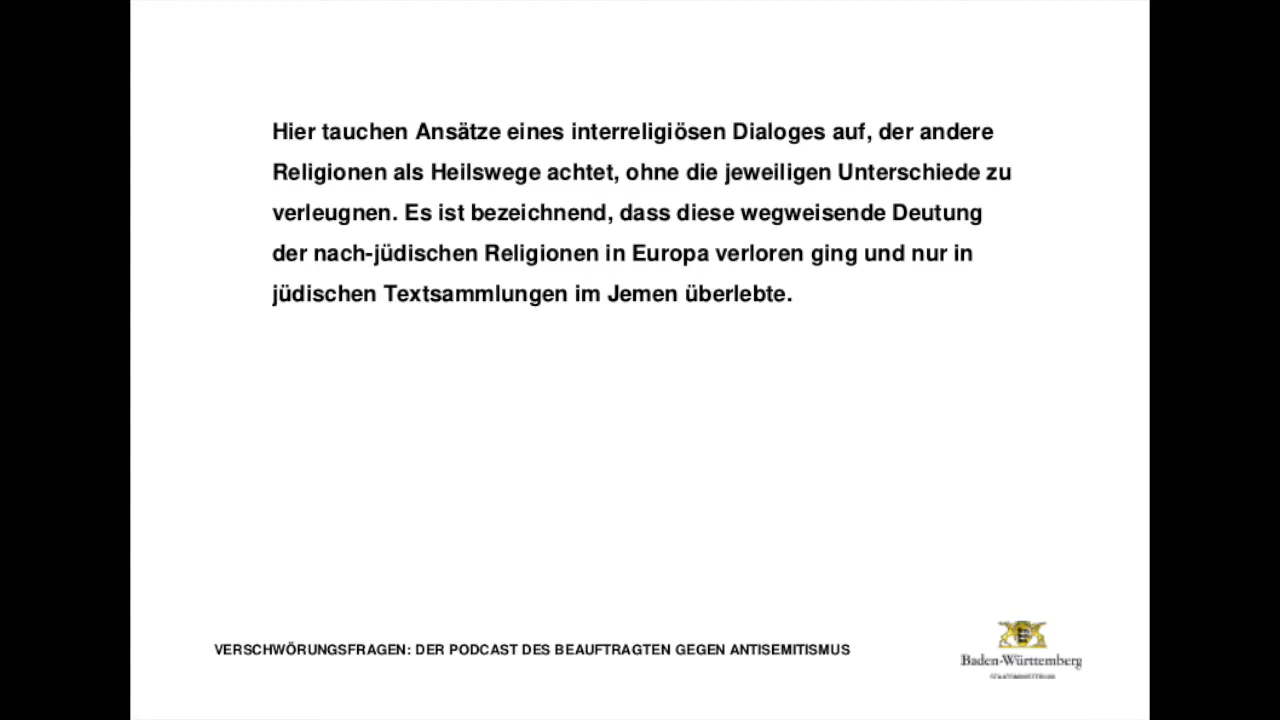 Hier tauchen Ansätze eines interreligiösen Dialoges auf, der andere
Religionen als Heilswege achtet, ohne die jeweiligen Unterschiede zu
verleugnen. Es ist bezeichnend, dass diese wegweisende Deutung
der nach-jüdischen Religionen in Europa verloren ging und nur in
jüdischen Textsammlungen im Jemen überlebte.
VERSCHWÖRUNGSFRAGEN: DER PODCAST DES BEAUFTRAGTEN GEGEN ANTISEMITISMUS
Baden-Württemberg